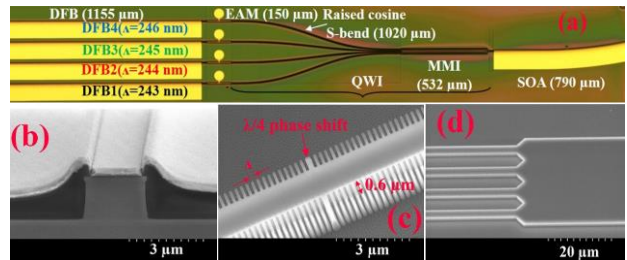 DFB (1155 µm) EAM (150 µm) Raised cosine (a)
DFB4(Λ=246 nm) S-bend (1020 µm)
DFB3(Λ=245 nm)
DFB2(Λ=244 nm) MMI
DFB1(Λ=243 nm) QWI (532 µm) SOA (790 µm)
(b) λ/4 phase shift (d)
Λ
0.6 µm
(c)
3 µm 3 µm 20 µm